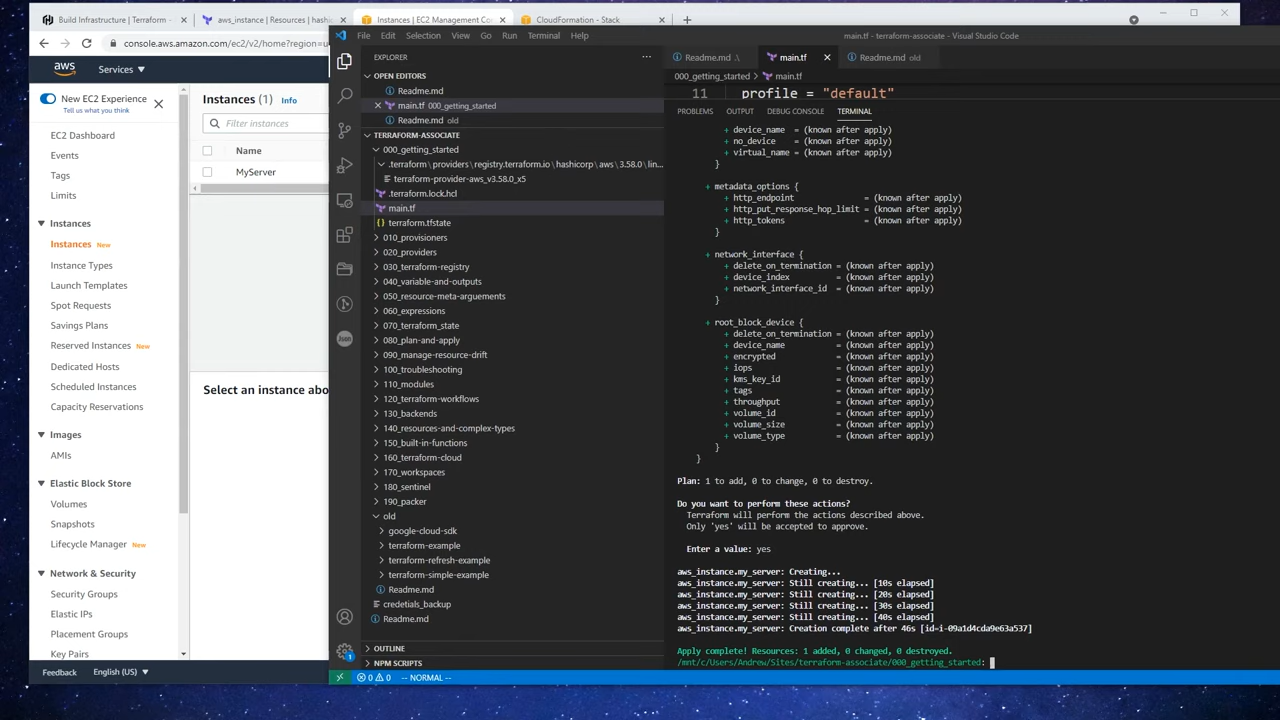 Build Infrastructure | Terraform -
aws_instance | Resources | hashic
Instances | EC2 Management Co
CloudFormation - Stack
console.aws.amazon.com/ec2/v2/home?region=u
aws
Services
New EC2 Experience
Tell us what you think
EC2 Dashboard
Events
Tags
Limits
Instances
Instances New
Instance Types
Launch Templates
Spot Requests
Savings Plans
Reserved Instances New
Dedicated Hosts
Scheduled Instances
Capacity Reservations
Images
AMIs
Elastic Block Store
Volumes
Snapshots
Lifecycle Manager New
Network & Security
Security Groups
Elastic IPs
Placement Groups
Key Pairs
Feedback
English (US)
Instances (1) Info
Filter instances
Name
MyServer
Select an instance abo
File Edit Selection View Go Run Terminal Help
main.tf - terraform-associate - Visual Studio Code
EXPLORER
OPEN EDITORS
Readme.md
main.tf 000_getting_started
Readme.md old
TERRAFORM-ASSOCIATE
000_getting_started
.terraform\providers\registry.terraform.io\hashicorp\aws\3.58.0\lin...
terraform-provider-aws_v3.58.0_x5
.terraform.lock.hcl
main.tf
terraform.tfstate
010_provisioners
020_providers
030_terraform-registry
040_variable-and-outputs
050_resource-meta-arguements
060_expressions
070_terraform_state
080_plan-and-apply
090_manage-resource-drift
100_troubleshooting
110_modules
120_terraform-workflows
130_backends
140_resources-and-complex-types
150_built-in-functions
160_terraform-cloud
170_workspaces
180_sentinel
190_packer
old
google-cloud-sdk
terraform-example
terraform-refresh-example
terraform-simple-example
Readme.md
credetials_backup
Readme.md
OUTLINE
NPM SCRIPTS
Json
1
0 0 -- NORMAL --
Readme.md .\
main.tf
Readme.md old
000_getting_started > main.tf
11 profile = "default"
PROBLEMS OUTPUT DEBUG CONSOLE TERMINAL
+ device_name = (known after apply)
+ no_device = (known after apply)
+ virtual_name = (known after apply)
}
+ metadata_options {
+ http_endpoint = (known after apply)
+ http_put_response_hop_limit = (known after apply)
+ http_tokens = (known after apply)
}
+ network_interface {
+ delete_on_termination = (known after apply)
+ device_index = (known after apply)
+ network_interface_id = (known after apply)
}
+ root_block_device {
+ delete_on_termination = (known after apply)
+ device_name = (known after apply)
+ encrypted = (known after apply)
+ iops = (known after apply)
+ kms_key_id = (known after apply)
+ tags = (known after apply)
+ throughput = (known after apply)
+ volume_id = (known after apply)
+ volume_size = (known after apply)
+ volume_type = (known after apply)
}
}
Plan: 1 to add, 0 to change, 0 to destroy.
Do you want to perform these actions?
Terraform will perform the actions described above.
Only 'yes' will be accepted to approve.
Enter a value: yes
aws_instance.my_server: Creating...
aws_instance.my_server: Still creating... [10s elapsed]
aws_instance.my_server: Still creating... [20s elapsed]
aws_instance.my_server: Still creating... [30s elapsed]
aws_instance.my_server: Still creating... [40s elapsed]
aws_instance.my_server: Creation complete after 46s [id=i-09a1d4cda9e63a537]
Apply complete! Resources: 1 added, 0 changed, 0 destroyed.
/mnt/c/Users/Andrew/Sites/terraform-associate/000_getting_started: